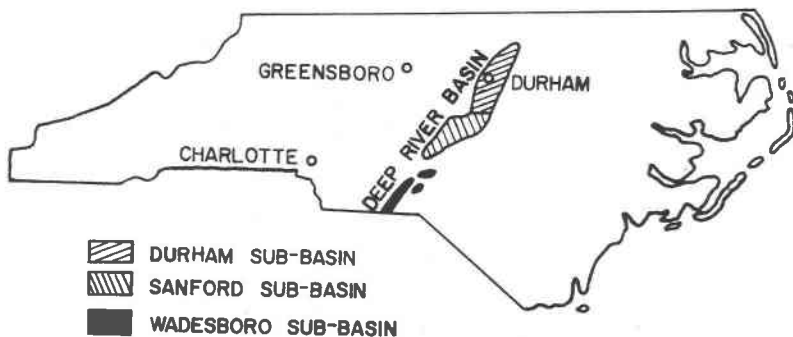 GREENSBORO
DEEP RIVER BASIN
DURHAM
CHARLOTTE
DURHAM SUB-BASIN
SANFORD SUB-BASIN
WADESBORO SUB-BASIN